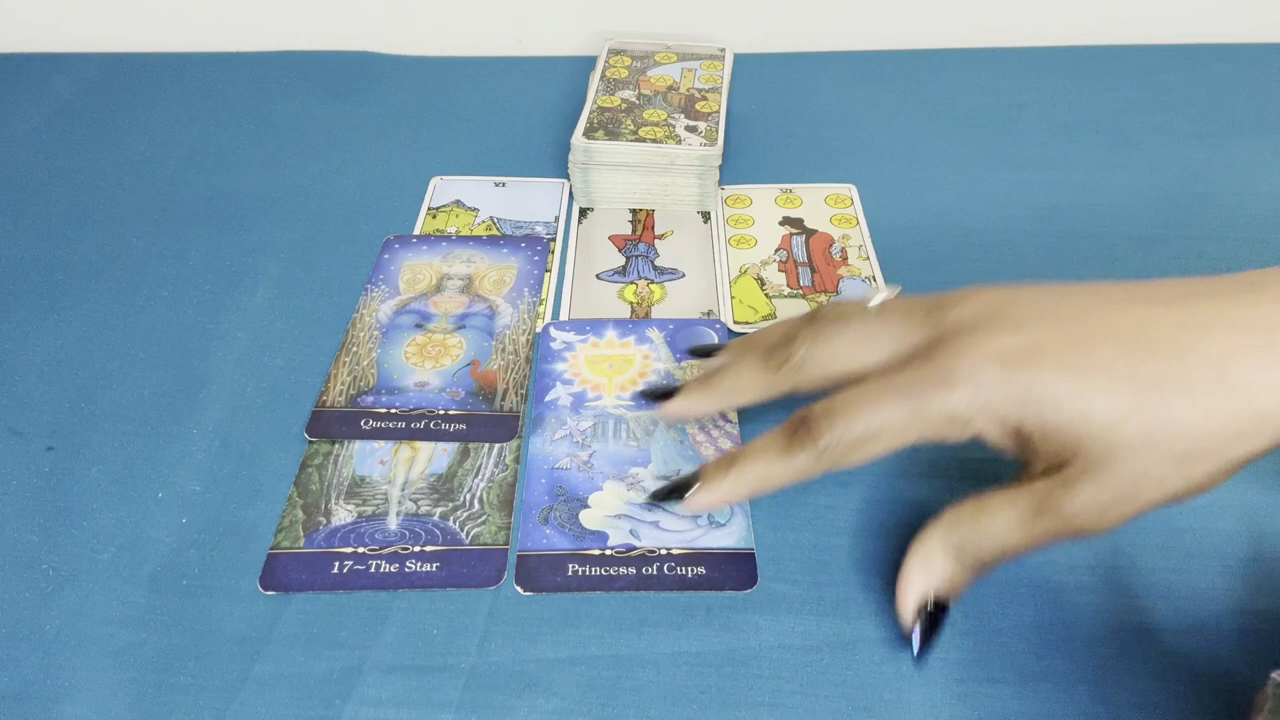 VI
VI
Queen of Cups
17~The Star
Princess of Cups